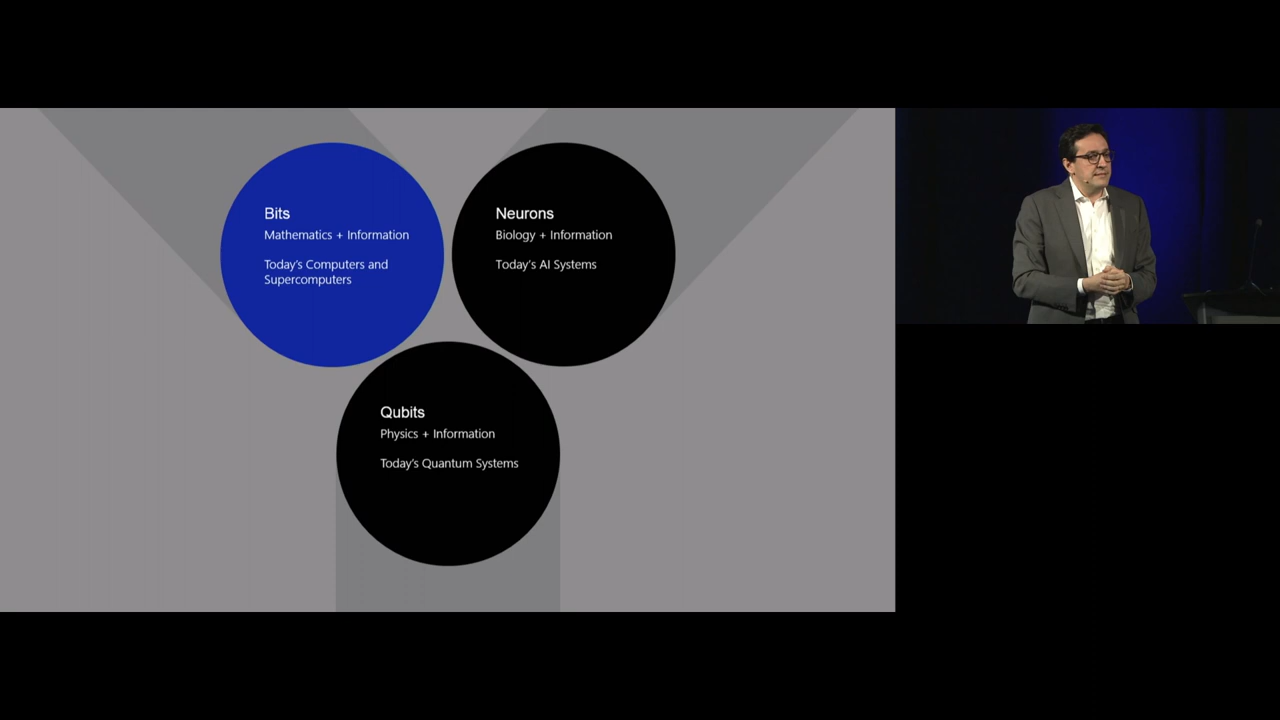 Bits
Mathematics + Information
Today's Computers and
Supercomputers
Neurons
Biology + Information
Today's AI Systems
Qubits
Physics + Information
Today's Quantum Systems